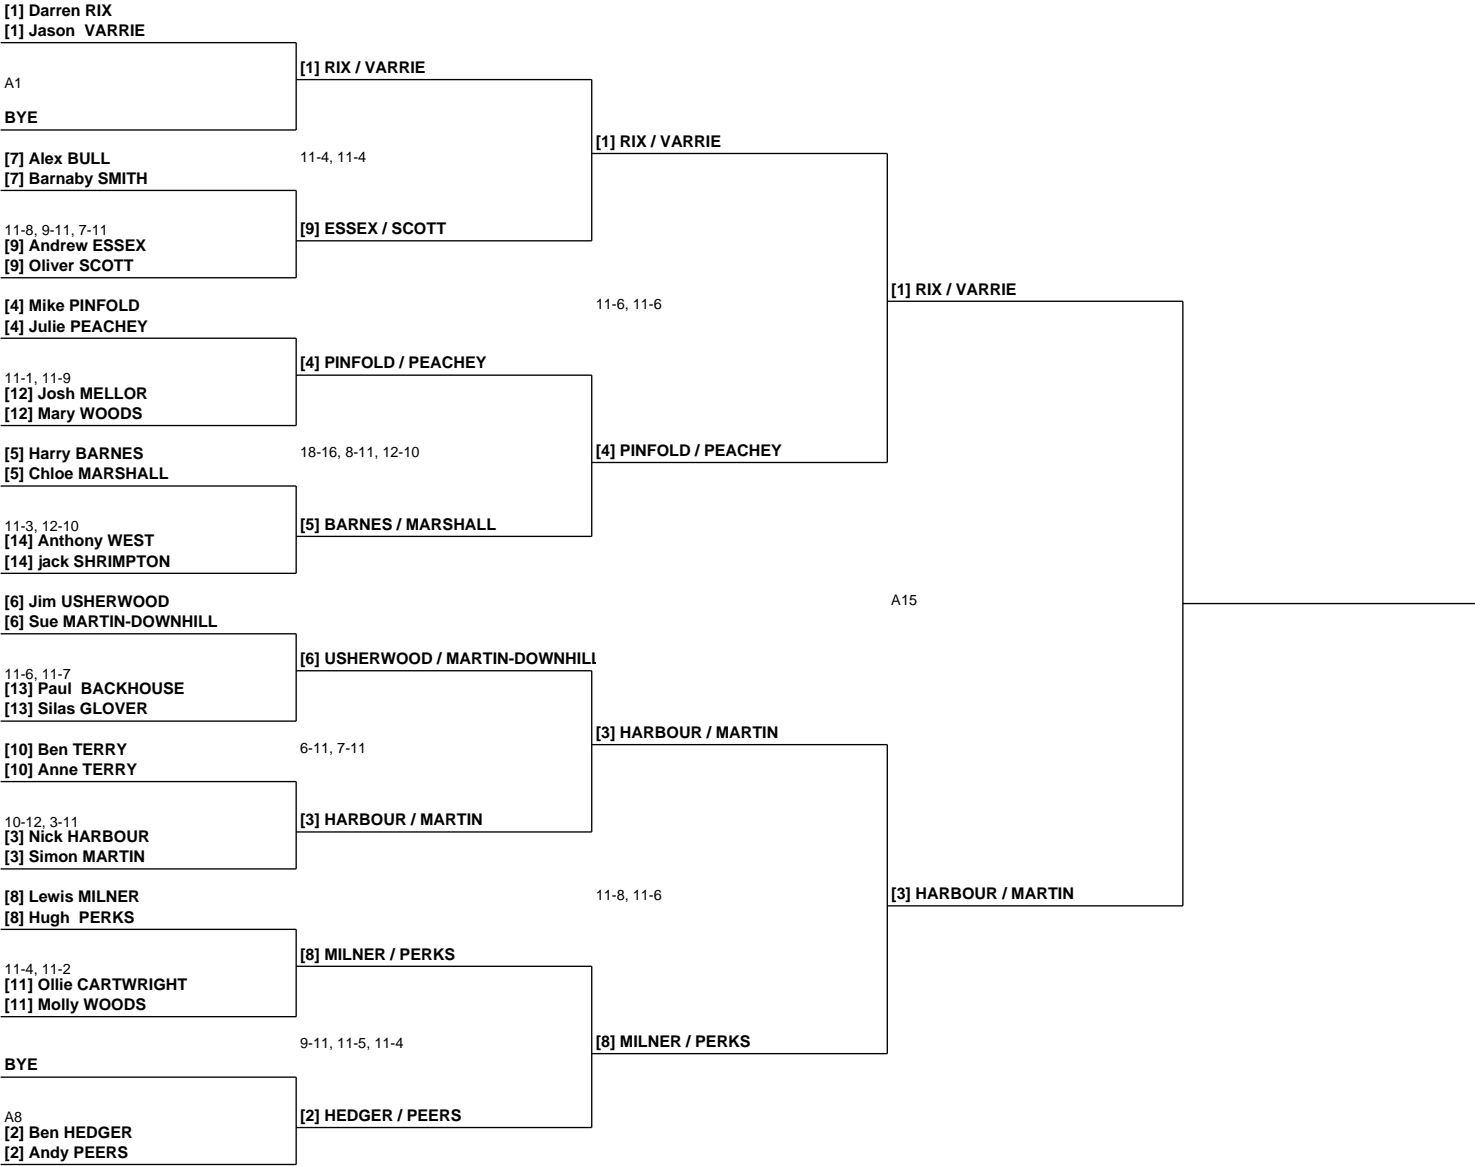 [1] Darren RIX
[1] Jason  VARRIE
A1
BYE
[7] Alex BULL
[7] Barnaby SMITH
11-8, 9-11, 7-11
[9] Andrew ESSEX
[9] Oliver SCOTT
[4] Mike PINFOLD
[4] Julie PEACHEY
11-1, 11-9
[12] Josh MELLOR
[12] Mary WOODS
[5] Harry BARNES
[5] Chloe MARSHALL
11-3, 12-10
[14] Anthony WEST
[14] jack SHRIMPTON
[6] Jim USHERWOOD
[6] Sue MARTIN-DOWNHILL
11-6, 11-7
[13] Paul  BACKHOUSE
[13] Silas GLOVER
[10] Ben TERRY
[10] Anne TERRY
10-12, 3-11
[3] Nick HARBOUR
[3] Simon MARTIN
[8] Lewis MILNER
[8] Hugh  PERKS
11-4, 11-2
[11] Ollie CARTWRIGHT
[11] Molly WOODS
BYE
A8
[2] Ben HEDGER
[2] Andy PEERS
[1] RIX / VARRIE
11-4, 11-4
[9] ESSEX / SCOTT
[4] PINFOLD / PEACHEY
18-16, 8-11, 12-10
[5] BARNES / MARSHALL
[6] USHERWOOD / MARTIN-DOWNHILL
6-11, 7-11
[3] HARBOUR / MARTIN
[8] MILNER / PERKS
9-11, 11-5, 11-4
[2] HEDGER / PEERS
[1] RIX / VARRIE
11-6, 11-6
[4] PINFOLD / PEACHEY
[3] HARBOUR / MARTIN
11-8, 11-6
[8] MILNER / PERKS
[1] RIX / VARRIE
A15
[3] HARBOUR / MARTIN